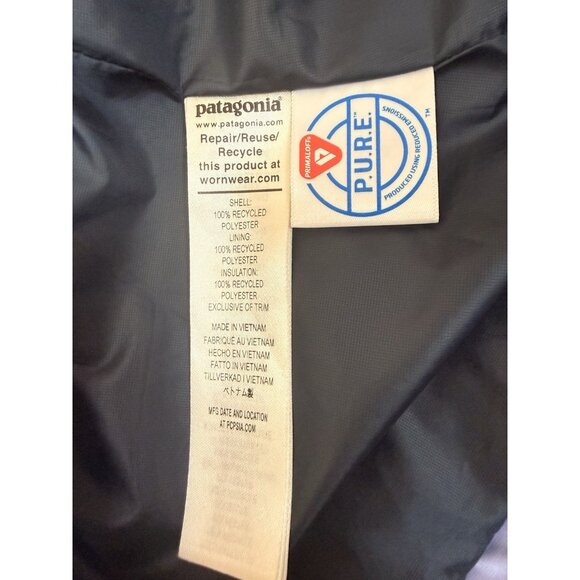 patagonia®
www.patagonia.com
Repair/Reuse/
Recycle
this product at
wornwear.com
SHELL:
100% RECYCLED
POLYESTER
LINING:
100% RECYCLED
POLYESTER
INSULATION:
100% RECYCLED
POLYESTER
EXCLUSIVE OF TRIM
MADE IN VIETNAM
FABRIQUÉ AU VIETNAM
HECHO EN VIETNAM
FATTO IN VIETNAM
TILLVERKAD I VIETNAM
ベトナム製
MFG DATE AND LOCATION
AT PCPSIA.COM
PRIMALOFT®
P.U.R.E.™
PRODUCED USING REDUCED EMISSIONS
™